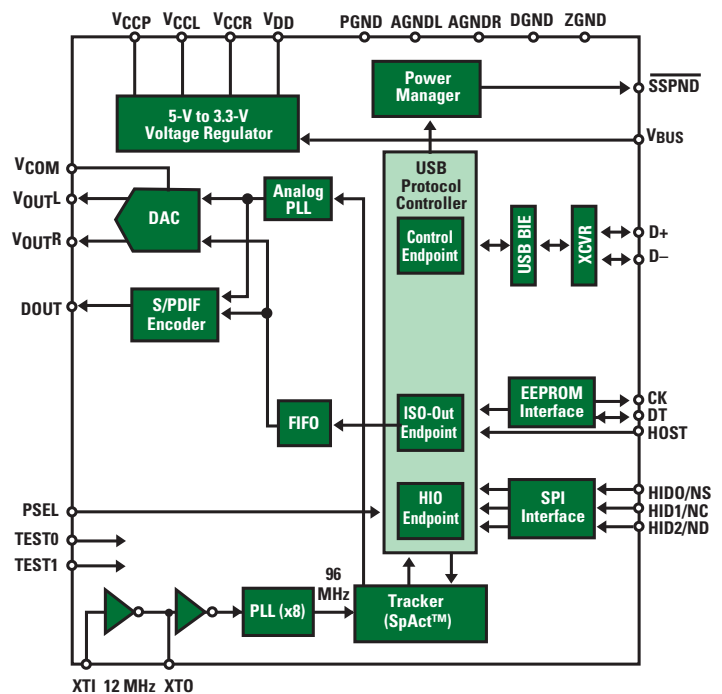 VCCP VCCL VCCR VDD PGND AGNDL AGNDR DGND ZGND
5-V to 3.3-V
Voltage Regulator
Power
Manager
SSPND
VBUS
VCOM
VOUTL
VOUTR
DAC
Analog
PLL
USB
Protocol
Controller
Control
Endpoint
USB BIE
XCVR
D+
D–
DOUT
S/PDIF
Encoder
FIFO
ISO-Out
Endpoint
EEPROM
Interface
CK
DT
HOST
PSEL
HIO
Endpoint
SPI
Interface
HID0/NS
HID1/NC
HID2/ND
TEST0
TEST1
PLL (x8)
96
MHz
Tracker
(SpAct™)
XTI 12 MHz XTO